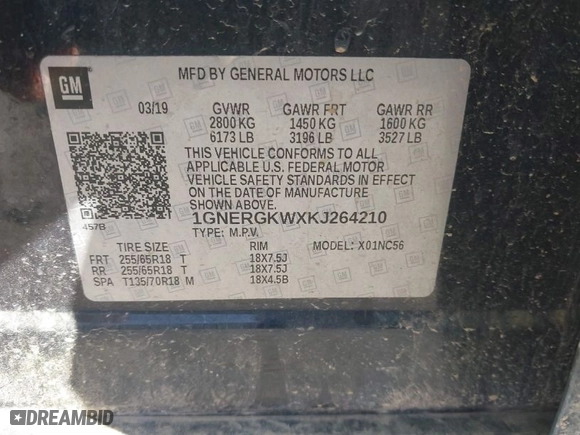 GM
MFD BY GENERAL MOTORS LLC
03/19 GVWR GAWR FRT GAWR RR
2800 KG 1450 KG 1600 KG
6173 LB 3196 LB 3527 LB
THIS VEHICLE CONFORMS TO ALL
APPLICABLE U.S. FEDERAL MOTOR
VEHICLE SAFETY STANDARDS IN EFFECT
ON THE DATE OF MANUFACTURE
SHOWN ABOVE.
457B
1GNERGKWXKJ264210
TYPE: M.P.V. MODEL: X01NC56
TIRE SIZE RIM
FRT 255/65R18 T 18X7.5J
RR 255/65R18 T 18X7.5J
SPA T135/70R18 M 18X4.5B
DREAMBID